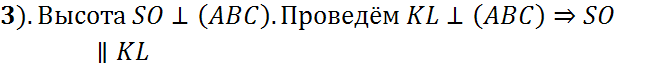 3).Высота SO ⊥ (ABC).Проведём KL ⊥ (ABC) ⇒ SO
∥ KL